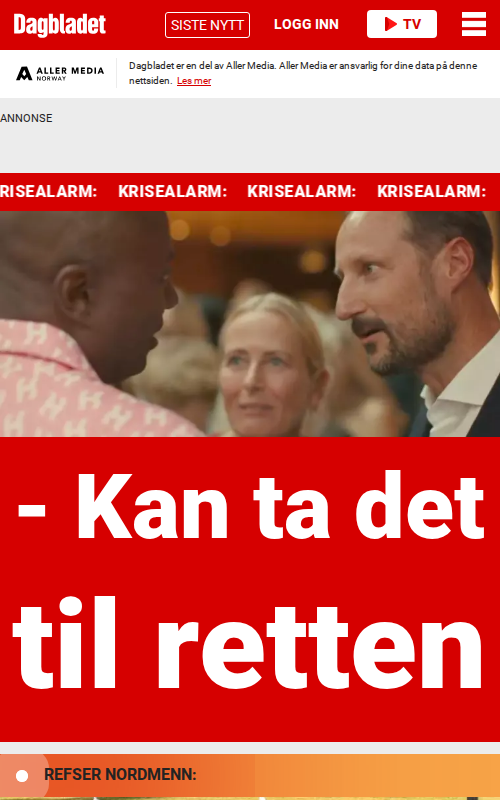 Dagbladet
SISTE NYTT
LOGG INN
TV
ALLER MEDIA
NORWAY
Dagbladet er en del av Aller Media. Aller Media er ansvarlig for dine data på denne
nettsiden. Les mer
ANNONSE
RISEALARM: KRISEALARM: KRISEALARM: KRISEALARM:
- Kan ta det
til retten
REFSER NORDMENN: